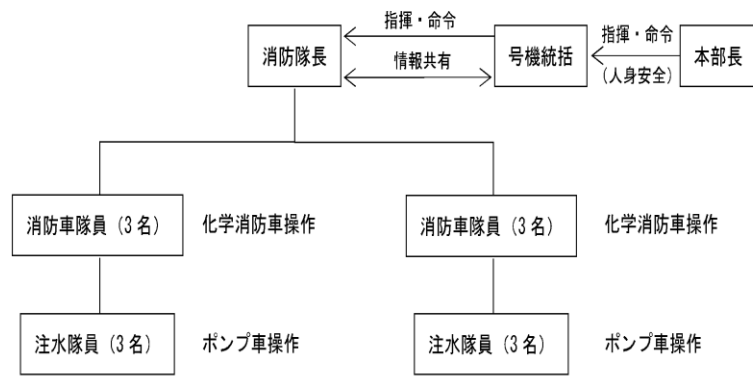 指揮・命令
消防隊長
情報共有
号機統括
指揮・命令
(人身安全)
本部長
消防車隊員（3名）
化学消防車操作
消防車隊員（3名）
化学消防車操作
注水隊員（3名）
ポンプ車操作
注水隊員（3名）
ポンプ車操作